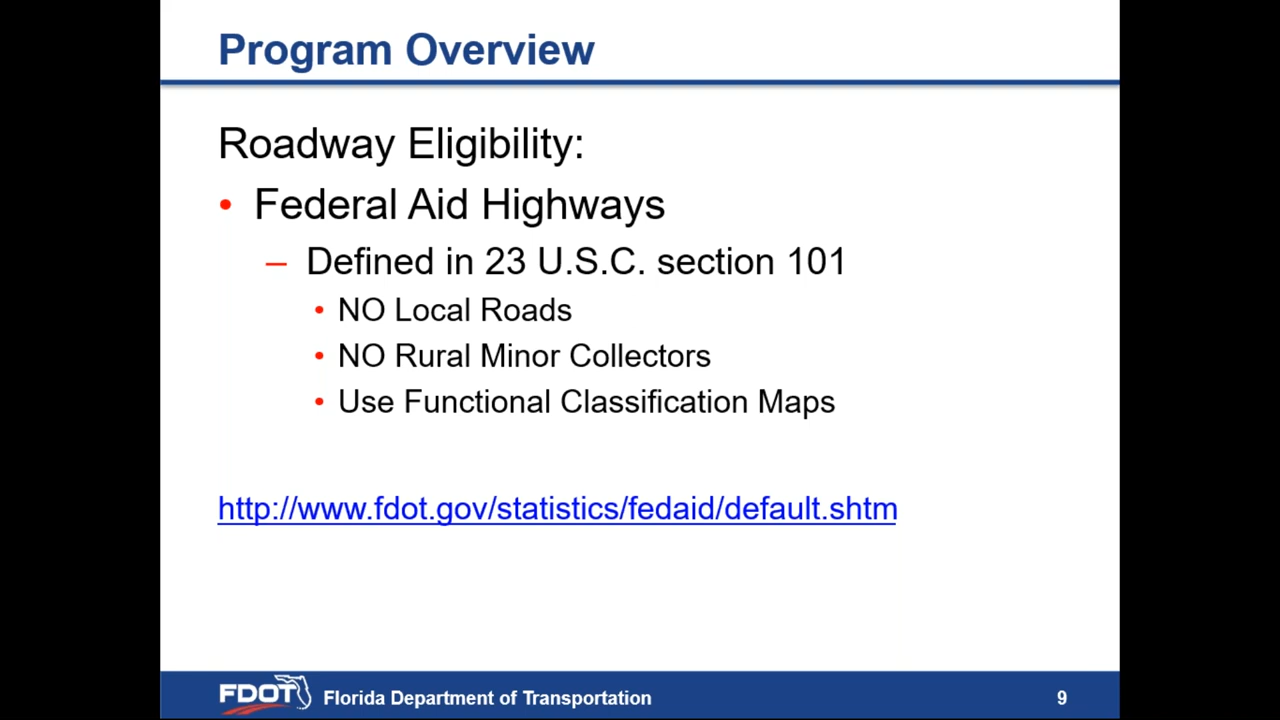 Program Overview
Roadway Eligibility:
• Federal Aid Highways
– Defined in 23 U.S.C. section 101
• NO Local Roads
• NO Rural Minor Collectors
• Use Functional Classification Maps
http://www.fdot.gov/statistics/fedaid/default.shtm
FDOT Florida Department of Transportation 9